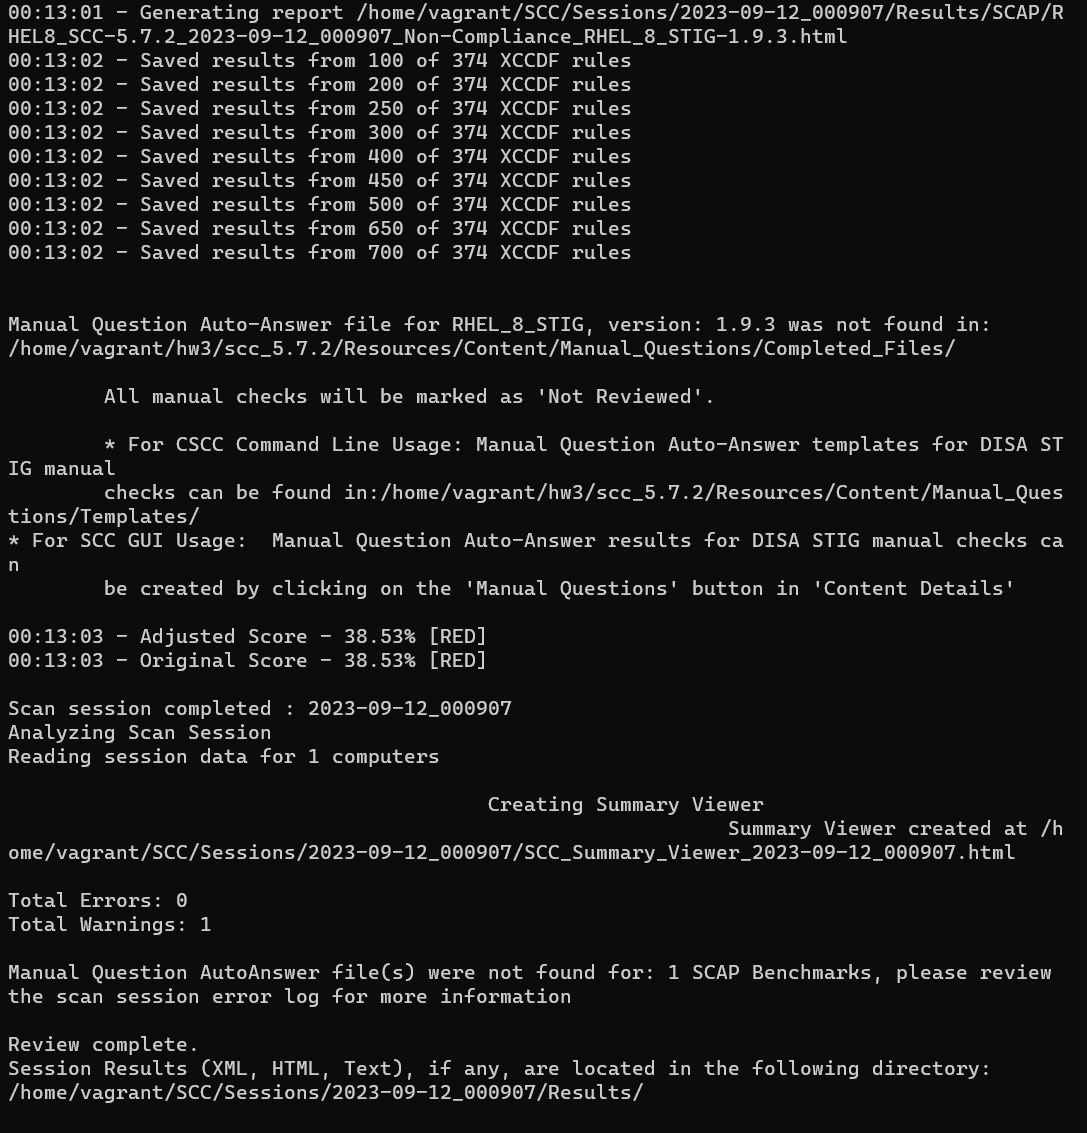 00:13:01 - Generating report /home/vagrant/SCC/Sessions/2023-09-12_000907/Results/SCAP/R
HEL8_SCC-5.7.2_2023-09-12_000907_Non-Compliance_RHEL_8_STIG-1.9.3.html
00:13:02 - Saved results from 100 of 374 XCCDF rules
00:13:02 - Saved results from 200 of 374 XCCDF rules
00:13:02 - Saved results from 250 of 374 XCCDF rules
00:13:02 - Saved results from 300 of 374 XCCDF rules
00:13:02 - Saved results from 400 of 374 XCCDF rules
00:13:02 - Saved results from 450 of 374 XCCDF rules
00:13:02 - Saved results from 500 of 374 XCCDF rules
00:13:02 - Saved results from 650 of 374 XCCDF rules
00:13:02 - Saved results from 700 of 374 XCCDF rules
Manual Question Auto-Answer file for RHEL_8_STIG, version: 1.9.3 was not found in:
/home/vagrant/hw3/scc_5.7.2/Resources/Content/Manual_Questions/Completed_Files/
All manual checks will be marked as 'Not Reviewed'.
* For CSCC Command Line Usage: Manual Question Auto-Answer templates for DISA ST
IG manual
checks can be found in:/home/vagrant/hw3/scc_5.7.2/Resources/Content/Manual_Ques
tions/Templates/
* For SCC GUI Usage:  Manual Question Auto-Answer results for DISA STIG manual checks ca
n
be created by clicking on the 'Manual Questions' button in 'Content Details'
00:13:03 - Adjusted Score - 38.53% [RED]
00:13:03 - Original Score - 38.53% [RED]
Scan session completed : 2023-09-12_000907
Analyzing Scan Session
Reading session data for 1 computers
Creating Summary Viewer
Summary Viewer created at /h
ome/vagrant/SCC/Sessions/2023-09-12_000907/SCC_Summary_Viewer_2023-09-12_000907.html
Total Errors: 0
Total Warnings: 1
Manual Question AutoAnswer file(s) were not found for: 1 SCAP Benchmarks, please review
the scan session error log for more information
Review complete.
Session Results (XML, HTML, Text), if any, are located in the following directory:
/home/vagrant/SCC/Sessions/2023-09-12_000907/Results/